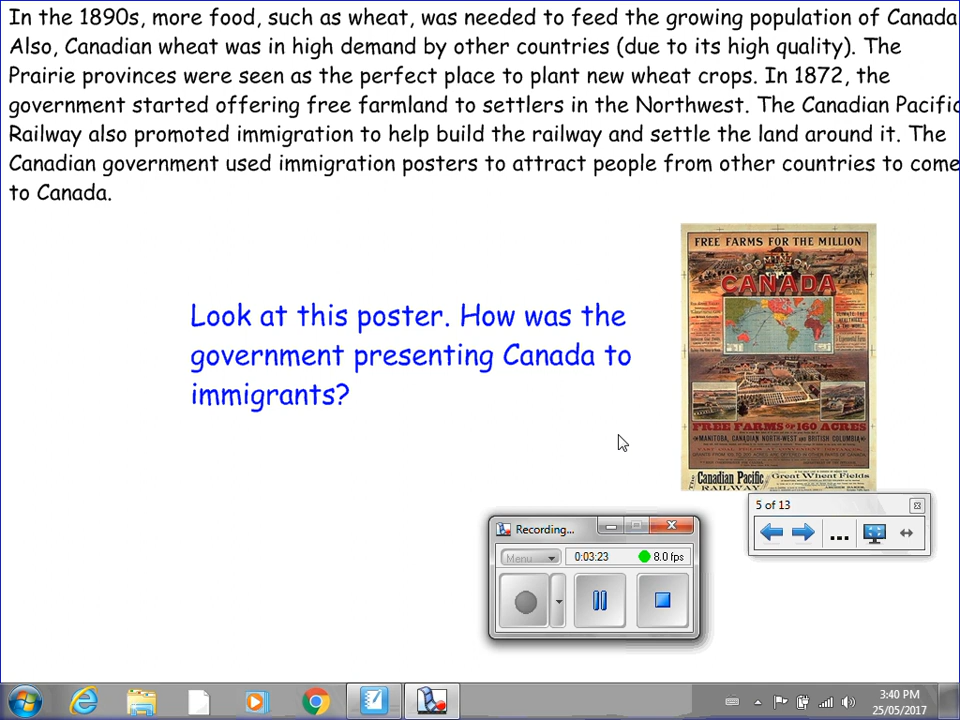 In the 1890s, more food, such as wheat, was needed to feed the growing population of Canada
Also, Canadian wheat was in high demand by other countries (due to its high quality). The
Prairie provinces were seen as the perfect place to plant new wheat crops. In 1872, the
government started offering free farmland to settlers in the Northwest. The Canadian Pacific
Railway also promoted immigration to help build the railway and settle the land around it. The
Canadian government used immigration posters to attract people from other countries to come
to Canada.
FREE FARMS FOR THE MILLION
DOMINION
CANADA
Look at this poster. How was the
government presenting Canada to
immigrants?
FREE FARMS OF 160 ACRES
MANITOBA, CANADIAN NORTH-WEST AND BRITISH COLUMBIA
The Canadian Pacific
RAILWAY
Great Wheat Fields
5 of 13
...
Recording...
Menu
0:03:23
8.0 fps
3:40 PM
25/05/2017